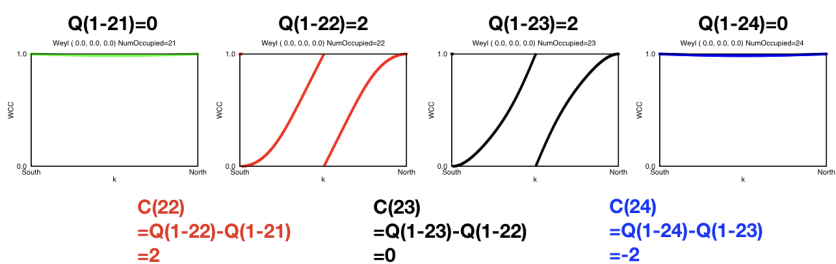 Q(1-21)=0
Q(1-22)=2
Q(1-23)=2
Q(1-24)=0
Weyl ( 0.0, 0.0, 0.0) NumOccupied=21
Weyl ( 0.0, 0.0, 0.0) NumOccupied=22
Weyl ( 0.0, 0.0, 0.0) NumOccupied=23
Weyl ( 0.0, 0.0, 0.0) NumOccupied=24
1.0
WCC
0.0
South
k
North
1.0
WCC
0.0
South
k
North
1.0
WCC
0.0
South
k
North
1.0
WCC
0.0
South
k
North
C(22)
=Q(1-22)-Q(1-21)
=2
C(23)
=Q(1-23)-Q(1-22)
=0
C(24)
=Q(1-24)-Q(1-23)
=-2